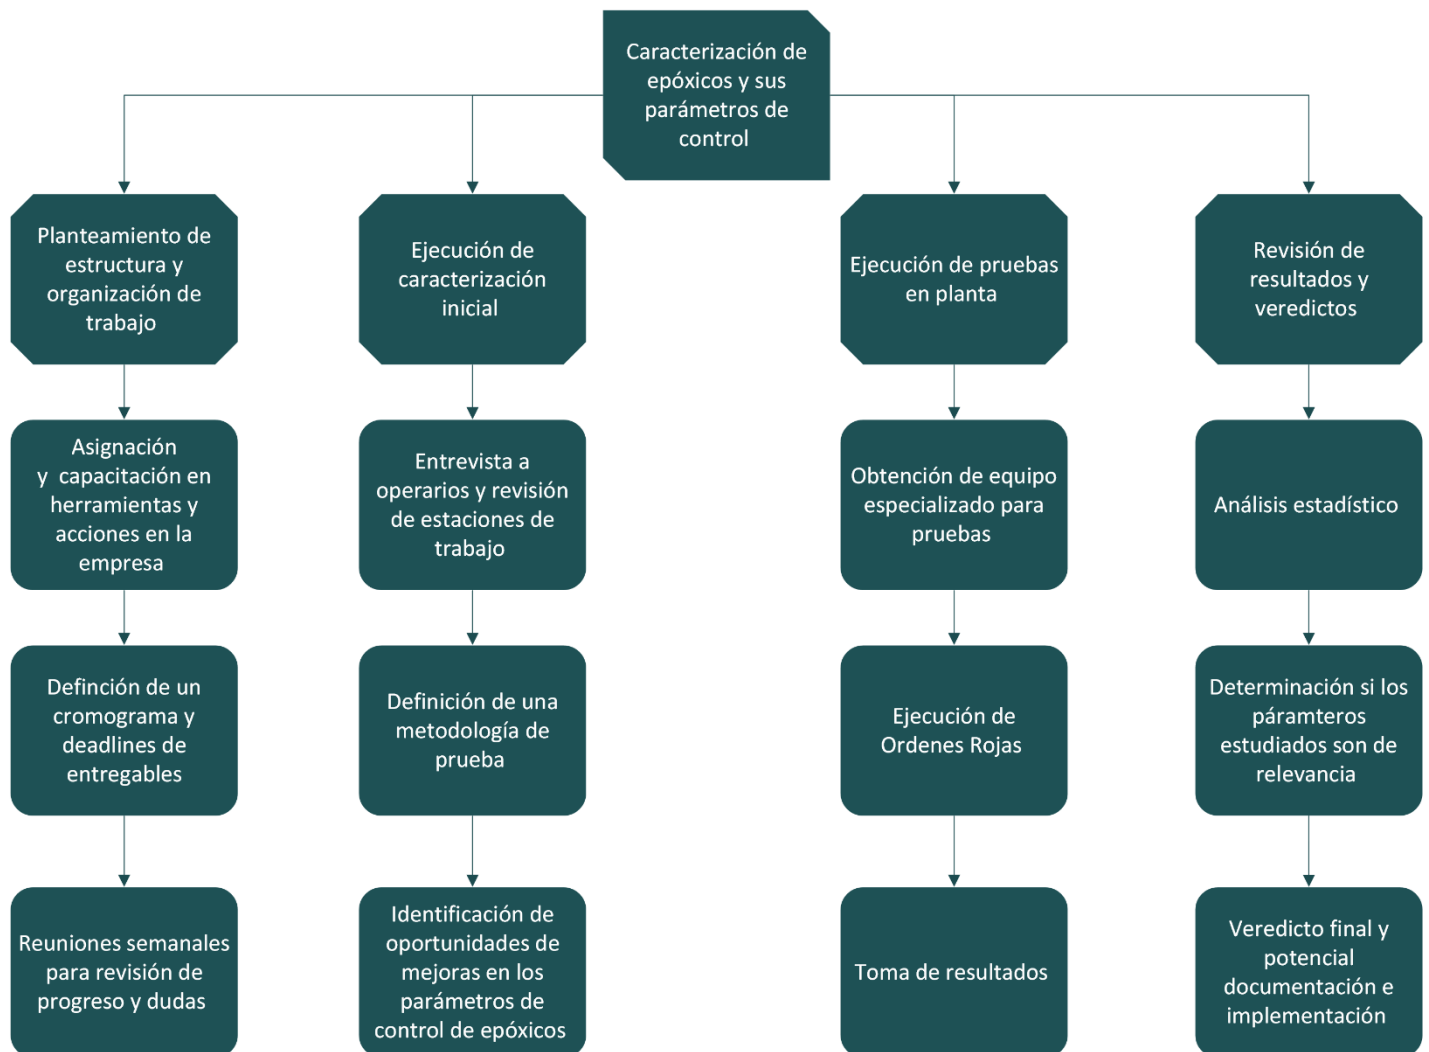 Caracterización de
epóxicos y sus
parámetros de
control
Planteamiento de
estructura y
organización de
trabajo
Ejecución de
caracterización
inicial
Ejecución de pruebas
en planta
Revisión de
resultados y
veredictos
Asignación
y  capacitación en
herramientas y
acciones en la
empresa
Entrevista a
operarios y revisión
de estaciones de
trabajo
Obtención de equipo
especializado para
pruebas
Análisis estadístico
Definción de un
cromograma y
deadlines de
entregables
Definición de una
metodología de
prueba
Ejecución de
Ordenes Rojas
Determinación si los
páramteros
estudiados son de
relevancia
Reuniones semanales
para revisión de
progreso y dudas
Identificación de
oportunidades de
mejoras en los
parámetros de
control de epóxicos
Toma de resultados
Veredicto final y
potencial
documentación e
implementación